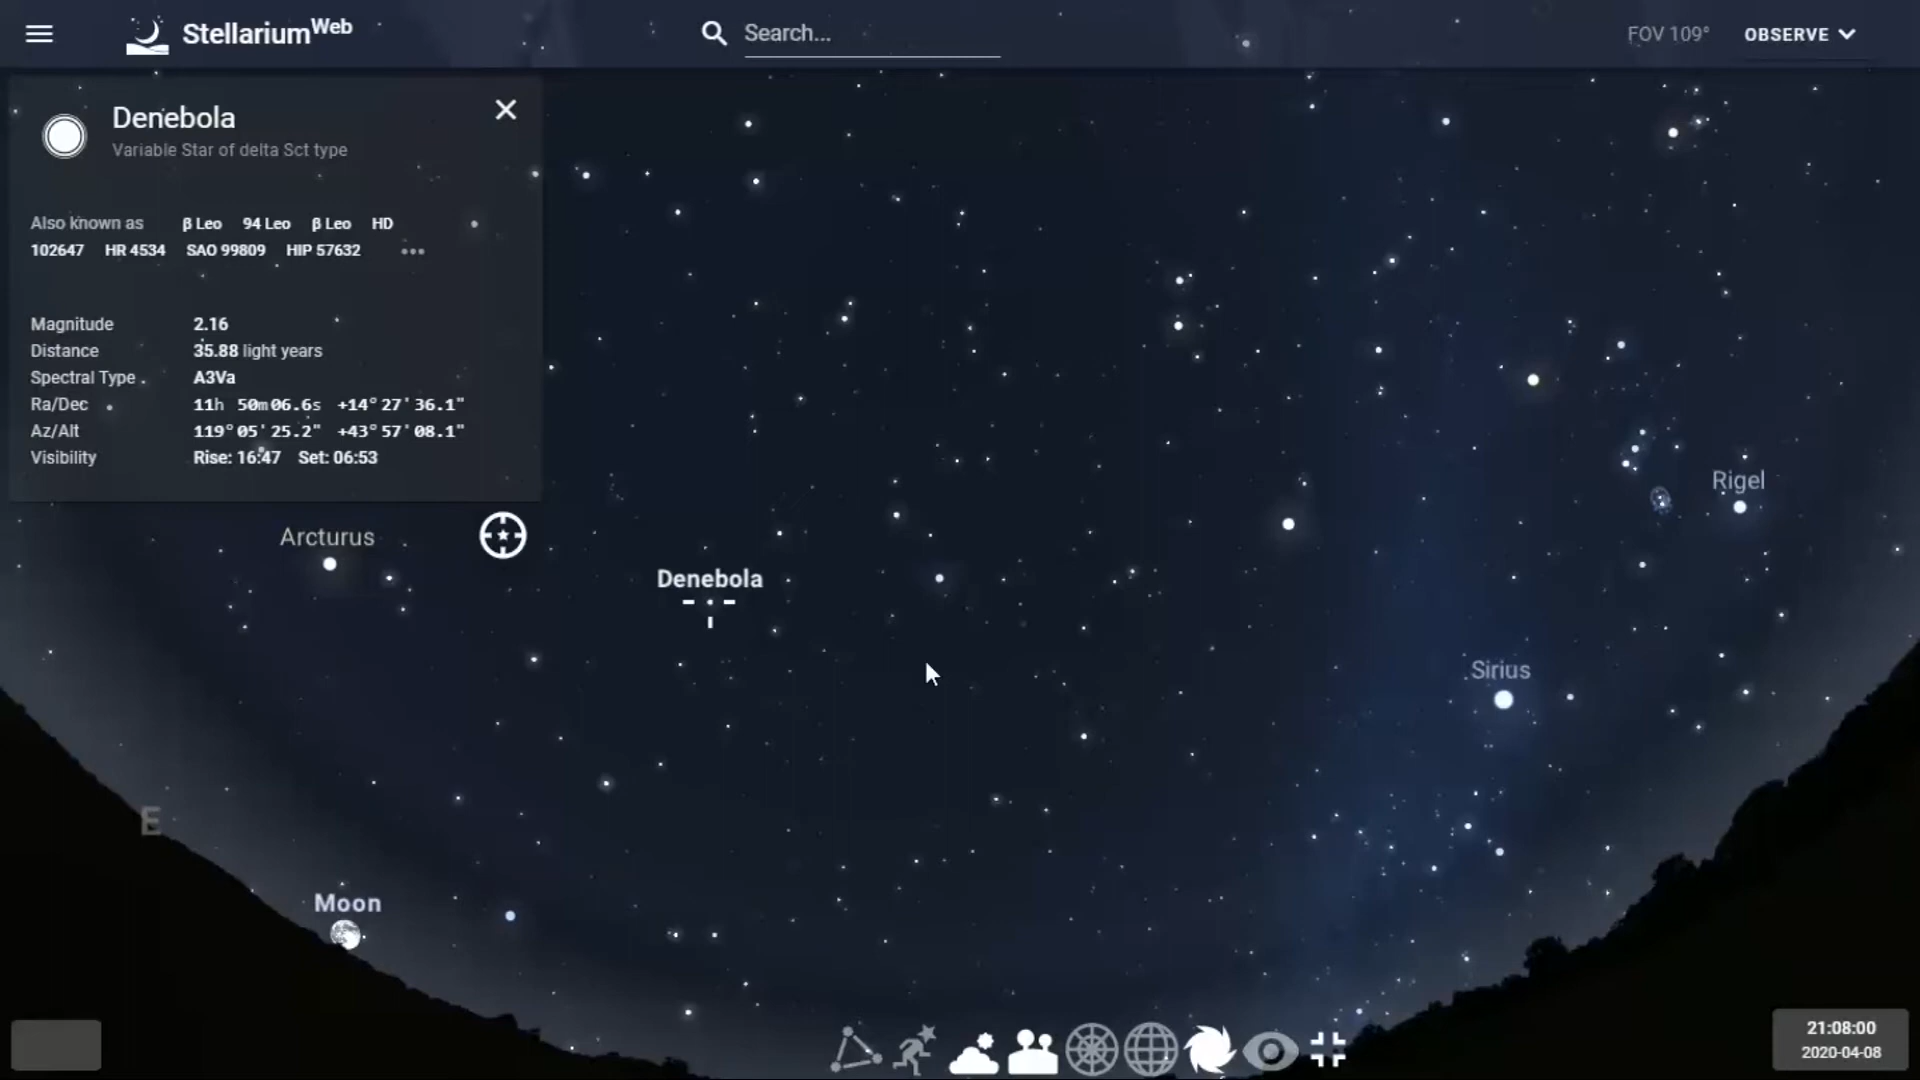 StellariumWeb
Search...
FOV 109°
OBSERVE
Denebola
Variable Star of delta Sct type
Also known as β Leo 94 Leo β Leo HD
102647 HR 4534 SAO 99809 HIP 57632
Magnitude 2.16
Distance 35.88 light years
Spectral Type A3Va
Ra/Dec 11h 50m 06.6s +14° 27' 36.1"
Az/Alt 119° 05' 25.2" +43° 57' 08.1"
Visibility Rise: 16:47 Set: 06:53
Rigel
Arcturus
Denebola
Sirius
E
Moon
21:08:00
2020-04-08